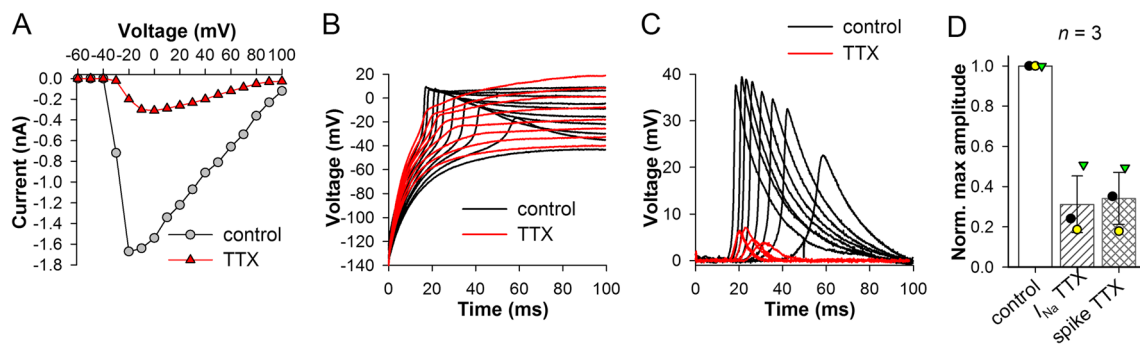 A
Voltage (mV)
-60 -40 -20 0 20 40 60 80 100
0.0
-0.2
-0.4
-0.6
-0.8
-1.0
-1.2
-1.4
-1.6
-1.8
Current (nA)
control
TTX
B
20
0
-20
-40
-60
-80
-100
-120
-140
Voltage (mV)
control
TTX
0 20 40 60 80 100
Time (ms)
C
control
TTX
40
30
20
10
0
Voltage (mV)
0 20 40 60 80 100
Time (ms)
D
n = 3
1.0
0.8
0.6
0.4
0.2
0.0
Norm. max amplitude
control
INa TTX
spike TTX